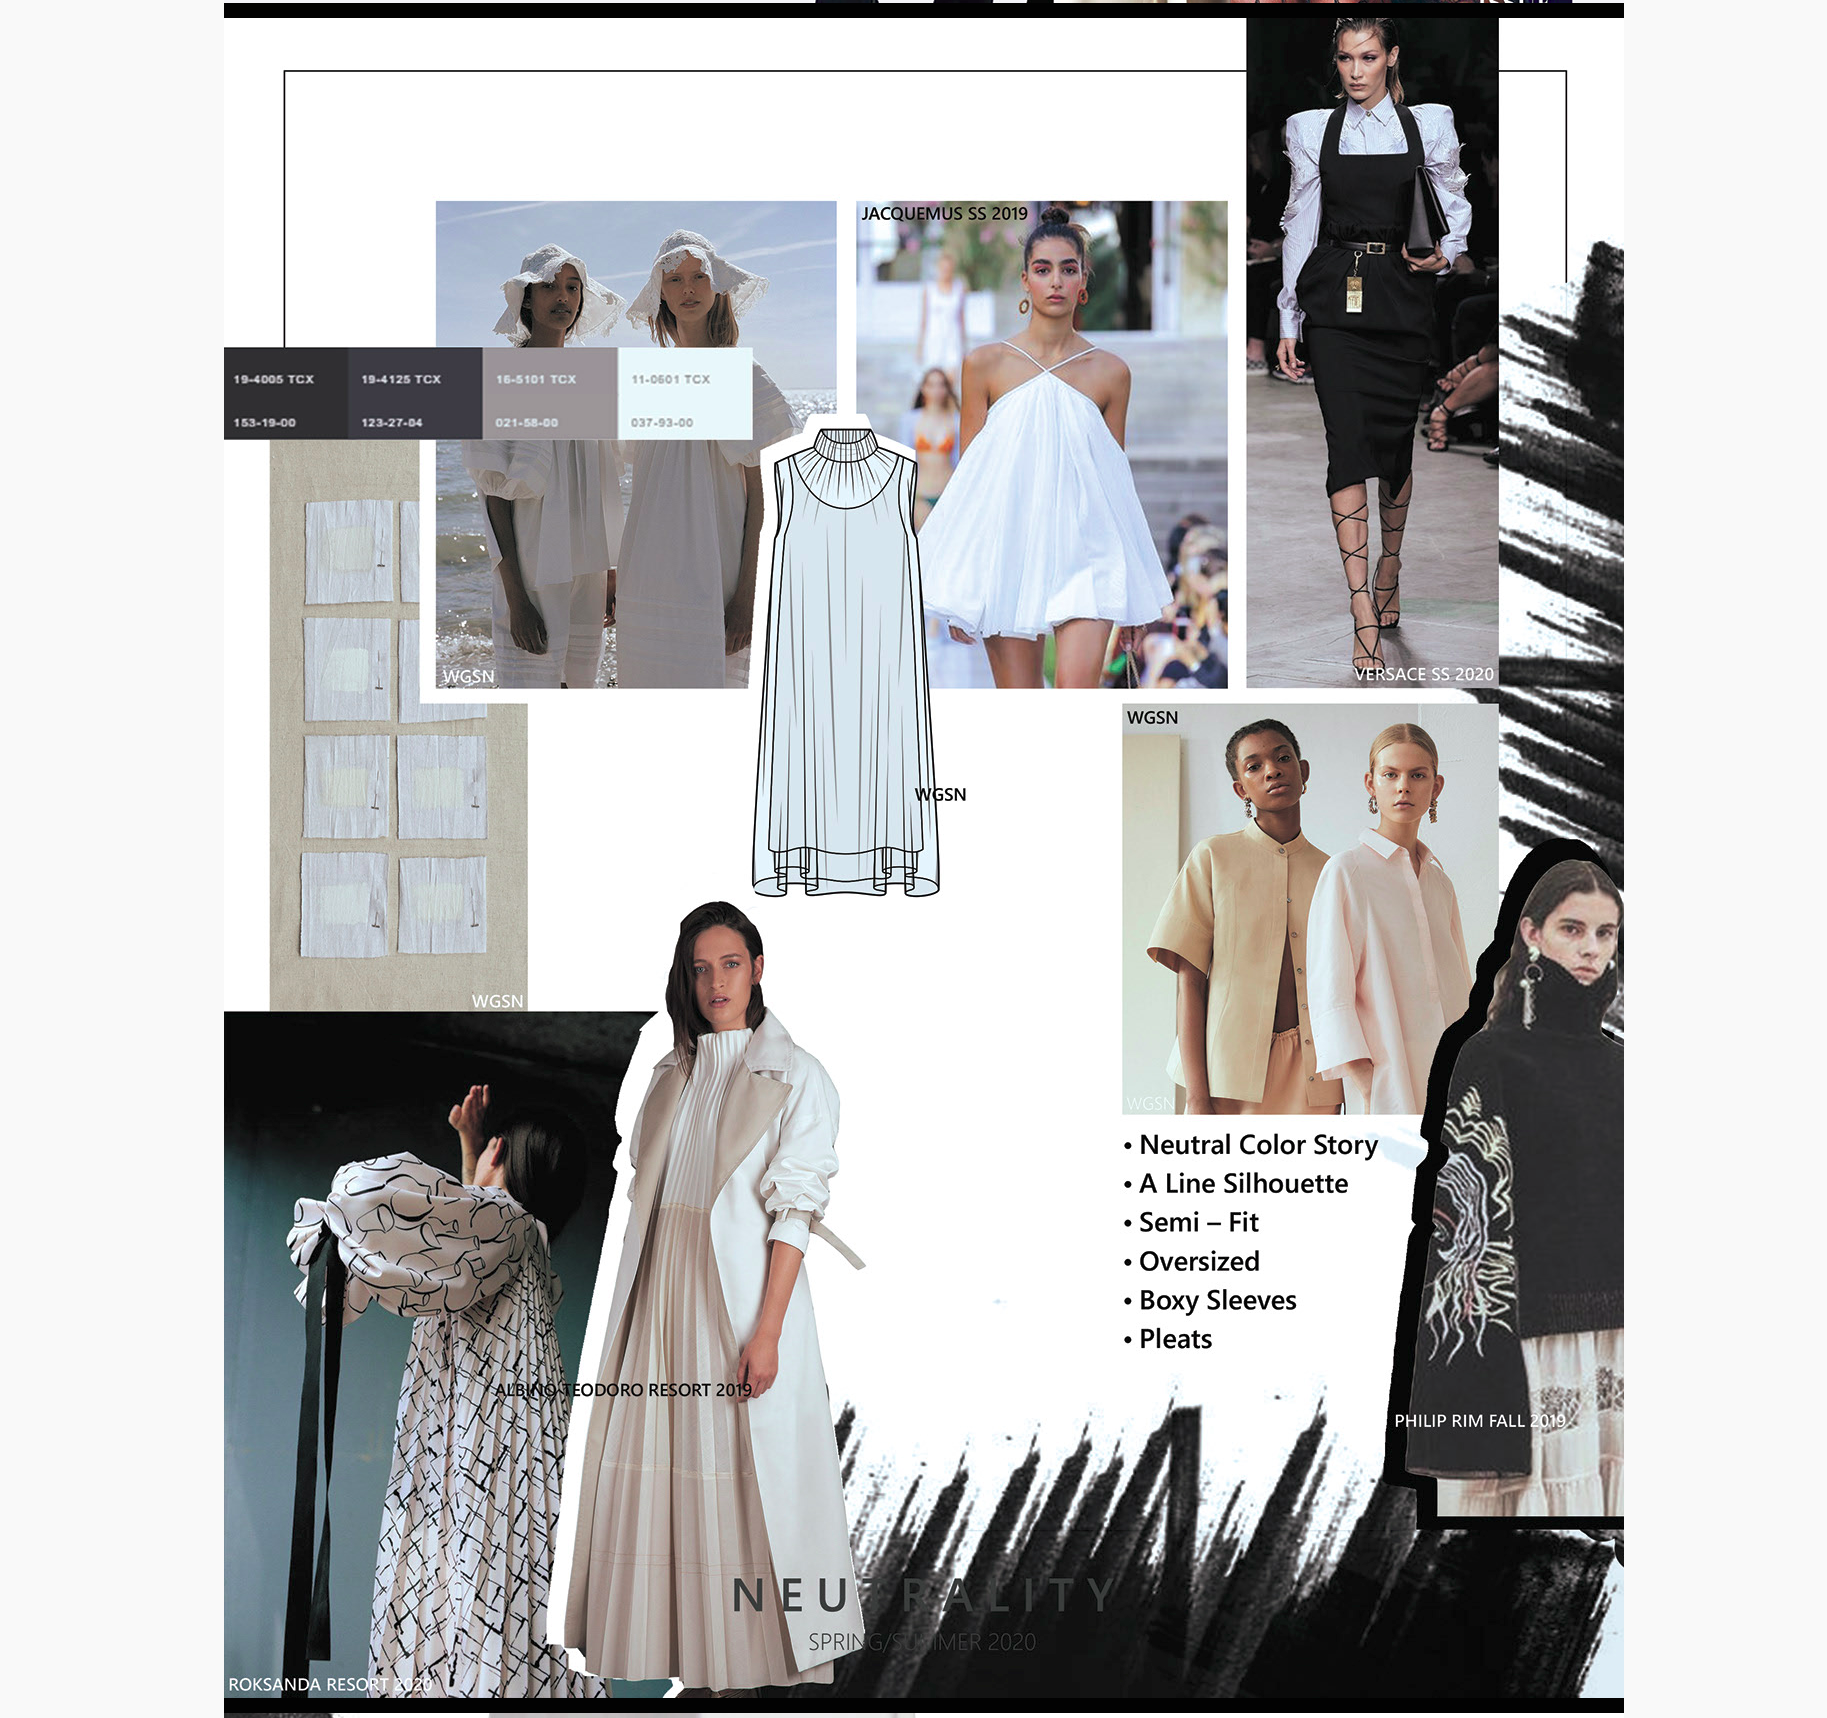 JACQUEMUS SS 2019
19-4005 TCX
153-19-00
19-4125 TCX
123-27-04
16-5101 TCX
021-58-00
11-0601 TCX
037-93-00
WGSN
VERSACE SS 2020
WGSN
WGSN
WGSN
WGSN
• Neutral Color Story
• A Line Silhouette
• Semi – Fit
• Oversized
• Boxy Sleeves
• Pleats
ALBINO TEODORO RESORT 2019
PHILIP RIM FALL 2019
NEUTRALITY
SPRING/SUMMER 2020
ROKSANDA RESORT 2020